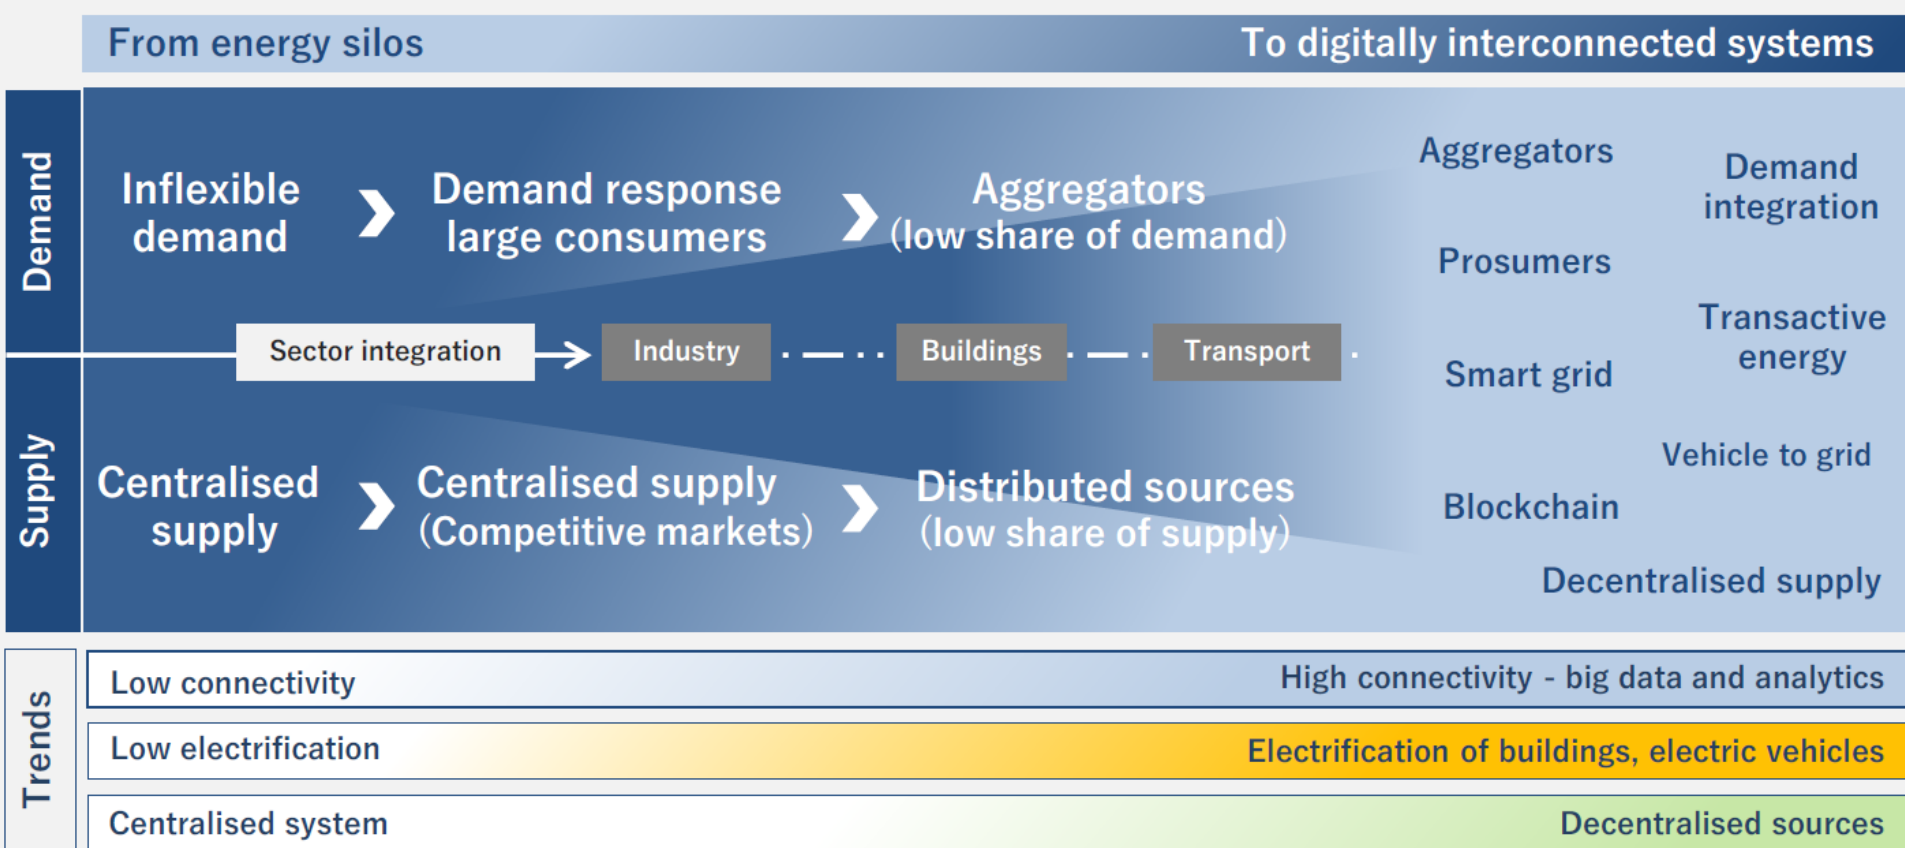 From energy silos
To digitally interconnected systems
Demand
Inflexible
demand
Demand response
large consumers
Aggregators
(low share of demand)
Sector integration
Industry
Buildings
Transport
Supply
Centralised
supply
Centralised supply
(Competitive markets)
Distributed sources
(low share of supply)
Aggregators
Demand
integration
Prosumers
Transactive
energy
Smart grid
Vehicle to grid
Blockchain
Decentralised supply
Trends
Low connectivity
High connectivity - big data and analytics
Low electrification
Electrification of buildings, electric vehicles
Centralised system
Decentralised sources